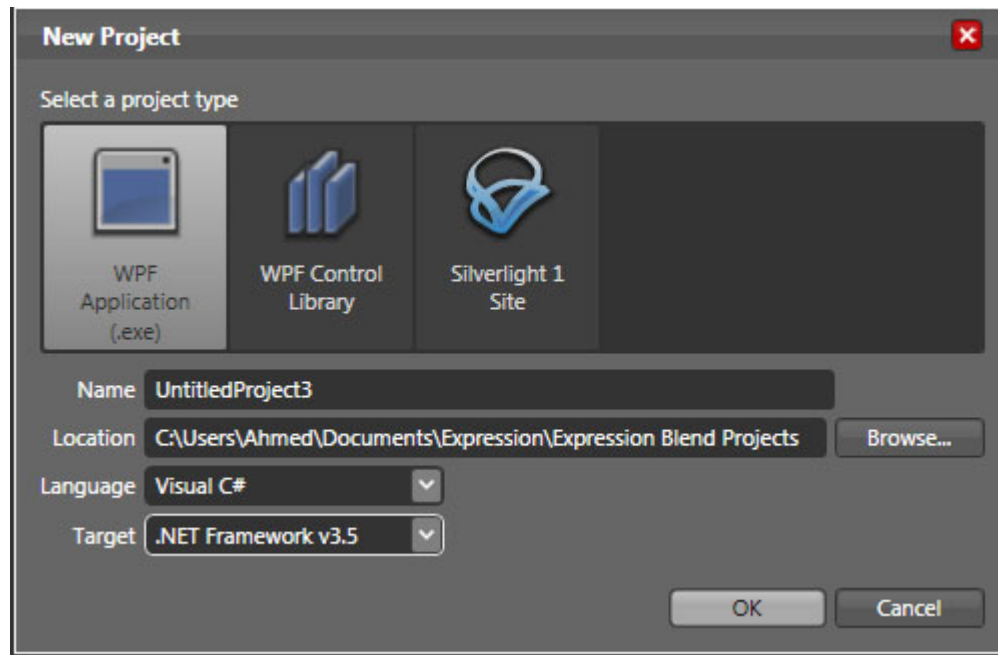 New Project
Select a project type
WPF
Application
(.exe)
WPF Control
Library
Silverlight 1
Site
Name UntitledProject3
Location C:\Users\Ahmed\Documents\Expression\Expression Blend Projects Browse...
Language Visual C#
Target .NET Framework v3.5
OK Cancel